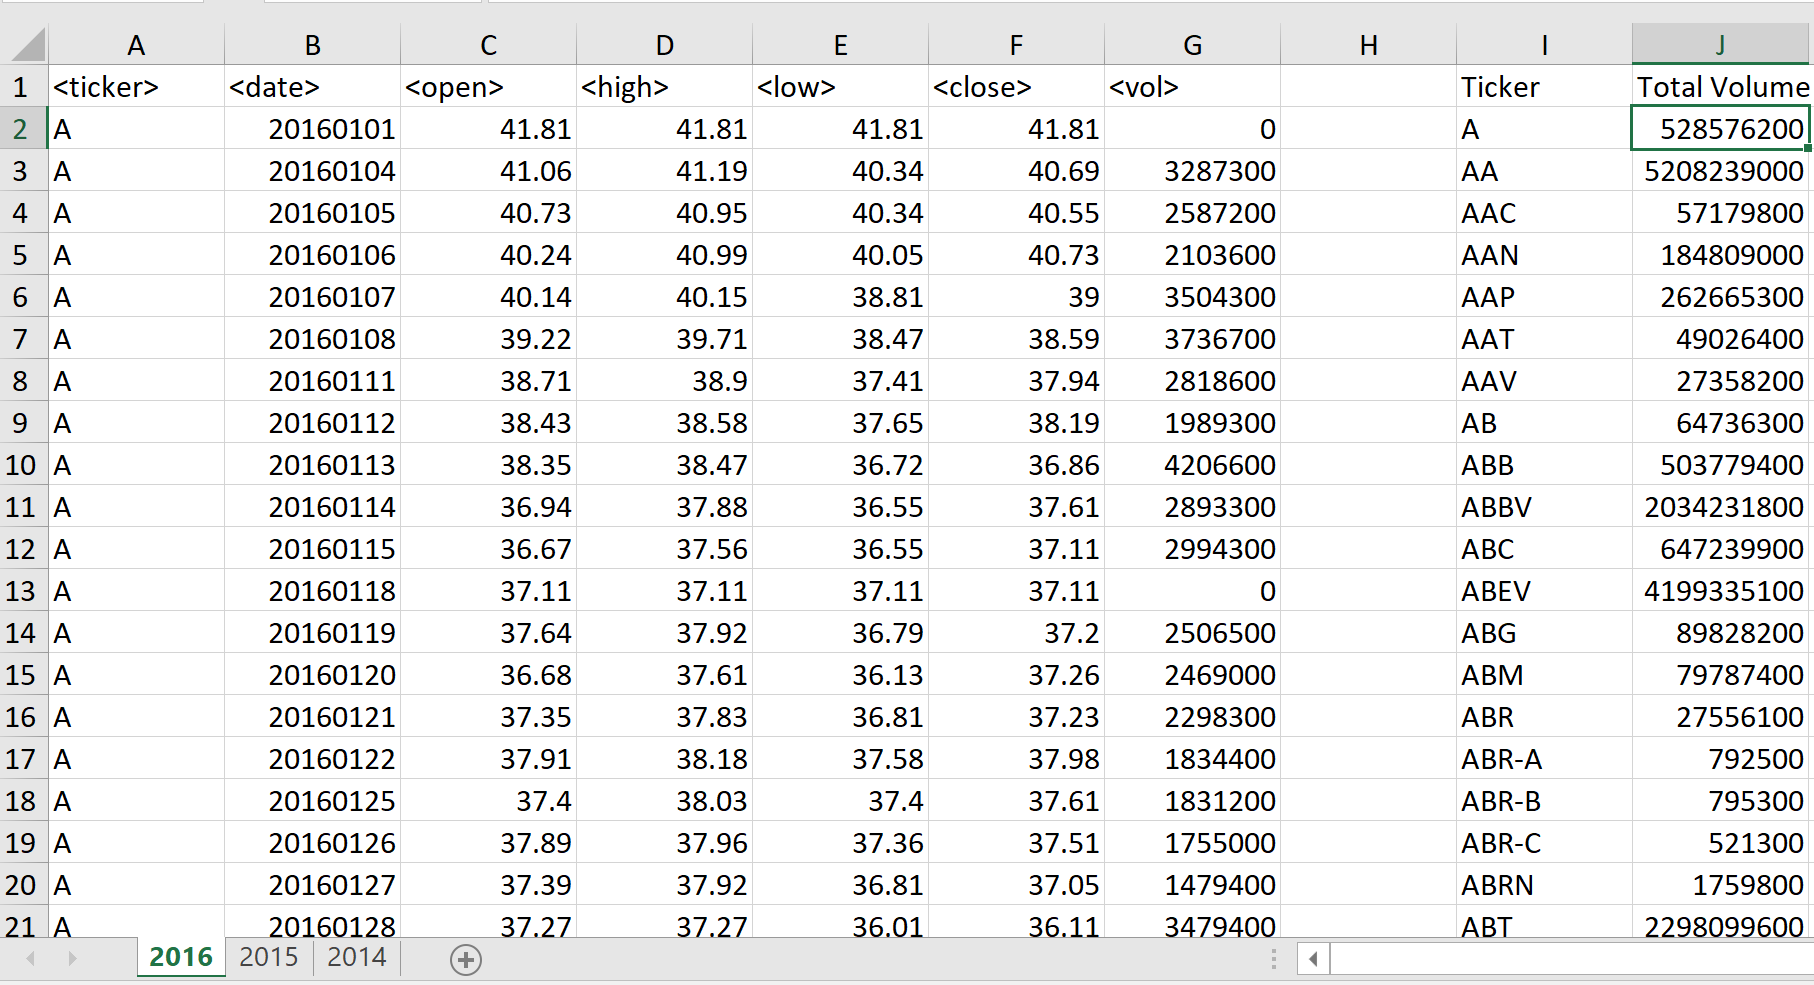 A B C D E F G H I J
1 <ticker> <date> <open> <high> <low> <close> <vol> Ticker Total Volume
2 A 20160101 41.81 41.81 41.81 41.81 0 A 528576200
3 A 20160104 41.06 41.19 40.34 40.69 3287300 AA 5208239000
4 A 20160105 40.73 40.95 40.34 40.55 2587200 AAC 57179800
5 A 20160106 40.24 40.99 40.05 40.73 2103600 AAN 184809000
6 A 20160107 40.14 40.15 38.81 39 3504300 AAP 262665300
7 A 20160108 39.22 39.71 38.47 38.59 3736700 AAT 49026400
8 A 20160111 38.71 38.9 37.41 37.94 2818600 AAV 27358200
9 A 20160112 38.43 38.58 37.65 38.19 1989300 AB 64736300
10 A 20160113 38.35 38.47 36.72 36.86 4206600 ABB 503779400
11 A 20160114 36.94 37.88 36.55 37.61 2893300 ABBV 2034231800
12 A 20160115 36.67 37.56 36.55 37.11 2994300 ABC 647239900
13 A 20160118 37.11 37.11 37.11 37.11 0 ABEV 4199335100
14 A 20160119 37.64 37.92 36.79 37.2 2506500 ABG 89828200
15 A 20160120 36.68 37.61 36.13 37.26 2469000 ABM 79787400
16 A 20160121 37.35 37.83 36.81 37.23 2298300 ABR 27556100
17 A 20160122 37.91 38.18 37.58 37.98 1834400 ABR-A 792500
18 A 20160125 37.4 38.03 37.4 37.61 1831200 ABR-B 795300
19 A 20160126 37.89 37.96 37.36 37.51 1755000 ABR-C 521300
20 A 20160127 37.39 37.92 36.81 37.05 1479400 ABRN 1759800
21 A 20160128 37.27 37.27 36.01 36.11 3479400 ABT 2298099600
2016 2015 2014